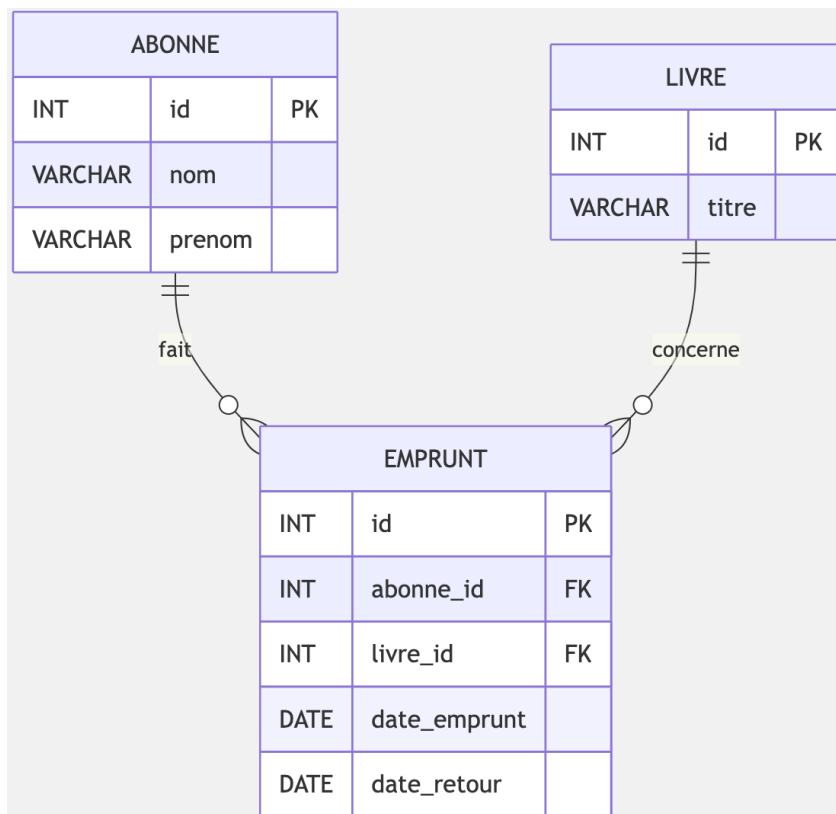 ABONNE
INT id PK
VARCHAR nom
VARCHAR prenom
LIVRE
INT id PK
VARCHAR titre
fait
concerne
EMPRUNT
INT id PK
INT abonne_id FK
INT livre_id FK
DATE date_emprunt
DATE date_retour